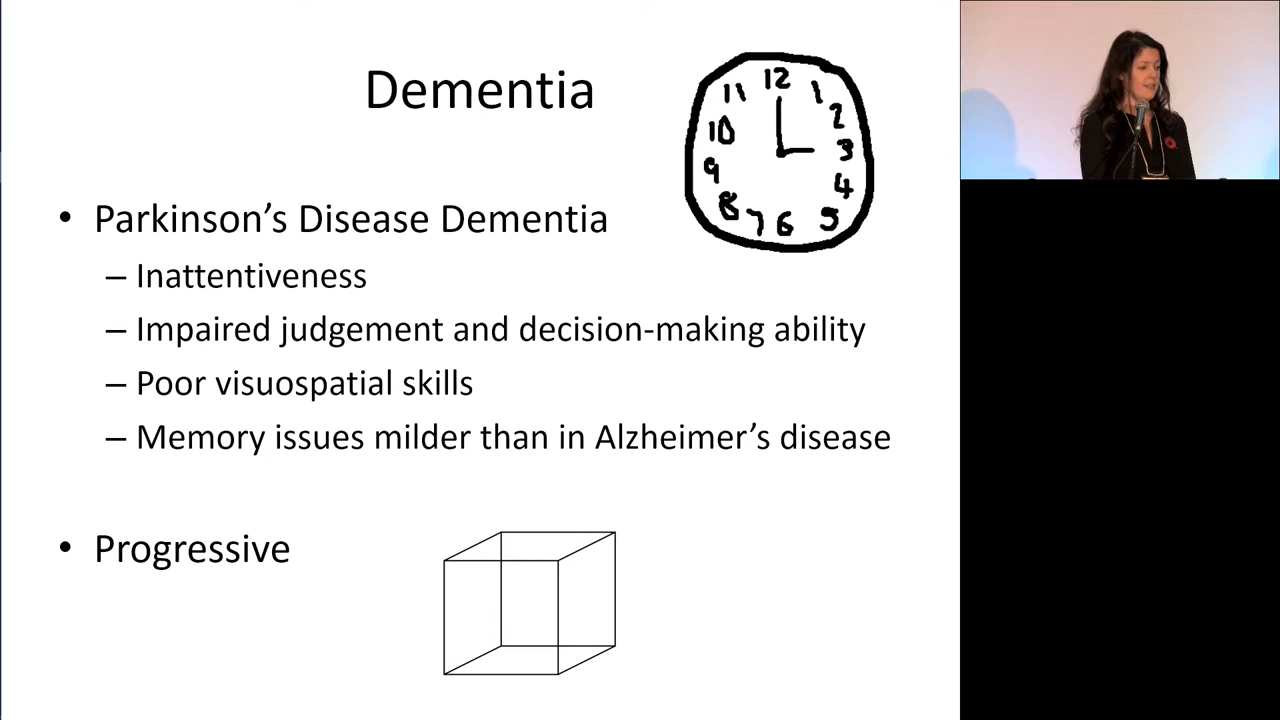 Dementia
12
11
1
10
2
9
3
8
4
7
6
5
• Parkinson’s Disease Dementia
– Inattentiveness
– Impaired judgement and decision-making ability
– Poor visuospatial skills
– Memory issues milder than in Alzheimer’s disease
• Progressive